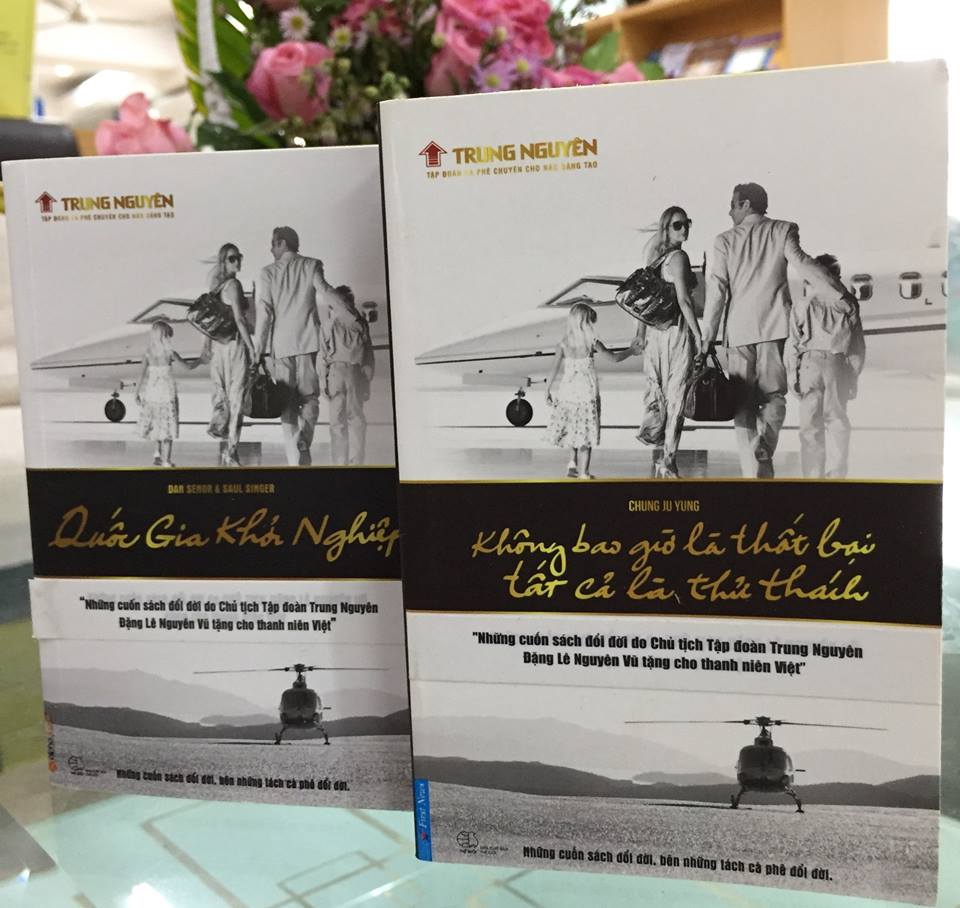 TRUNG NGUYÊN
TẬP ĐOÀN CÀ PHÊ CHUYÊN CHO NÃO SÁNG TẠO
DAN SENOR & SAUL SINGER
Quốc Gia Khởi Nghiệp
"Những cuốn sách đổi đời do Chủ tịch Tập đoàn Trung Nguyên
Đặng Lê Nguyên Vũ tặng cho thanh niên Việt"
Những cuốn sách đổi đời, bên những tách cà phê đổi đời.
TRUNG NGUYÊN
TẬP ĐOÀN CÀ PHÊ CHUYÊN CHO NÃO SÁNG TẠO
CHUNG JU YUNG
Không bao giờ là thất bại
tất cả là thử thách
"Những cuốn sách đổi đời do Chủ tịch Tập đoàn Trung Nguyên
Đặng Lê Nguyên Vũ tặng cho thanh niên Việt"
First News
Những cuốn sách đổi đời, bên những tách cà phê đổi đời.